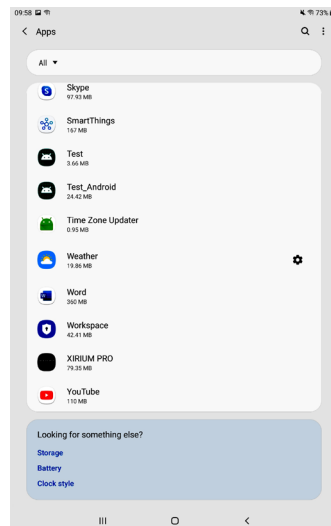 09:58 73%
Apps
All
Skype
97.93 MB
SmartThings
167 MB
Test
3.66 MB
Test_Android
24.42 MB
Time Zone Updater
0.95 MB
Weather
19.86 MB
Word
360 MB
Workspace
42.41 MB
XIRIUM PRO
79.35 MB
YouTube
110 MB
Looking for something else?
Storage
Battery
Clock style